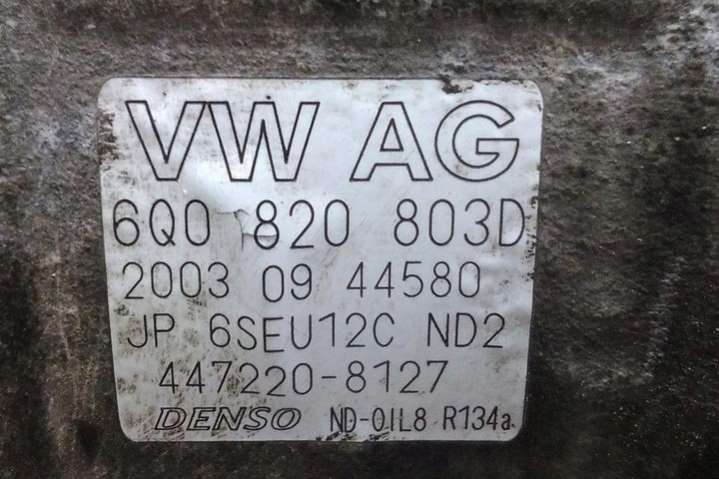 VW AG
6Q0 820 803D
2003 09 44580
JP 6SEU12C ND2
447220-8127
DENSO ND-OIL8 R134a